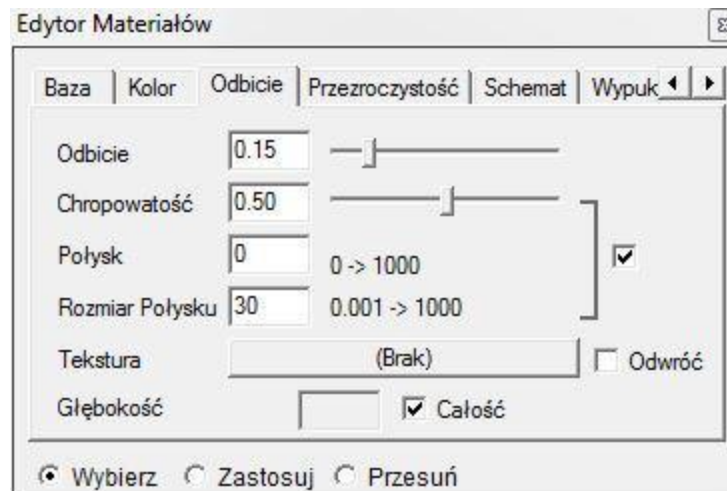 Edytor Materiałów
Baza Kolor Odbicie Przezroczystość Schemat Wypuk
Odbicie 0.15
Chropowatość 0.50
Połysk 0 0 -> 1000
Rozmiar Połysku 30 0.001 -> 1000
Tekstura (Brak) Odwróć
Głębokość Całość
Wybierz Zastosuj Przesuń